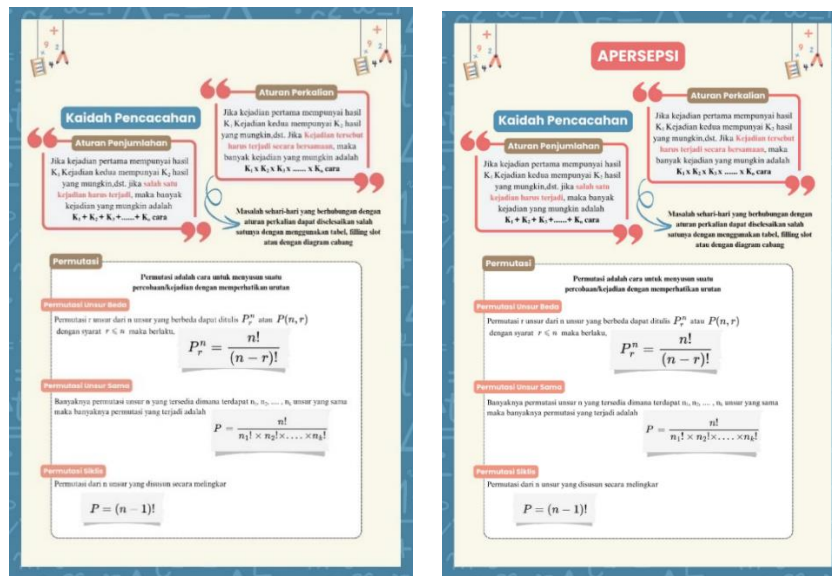 Aturan Perkalian
Jika kejadian pertama mempunyai hasil
K₁ Kejadian kedua mempunyai K₂ hasil
yang mungkin,dst. Jika Kejadian tersebut
harus terjadi secara bersamaan, maka
banyak kejadian yang mungkin adalah
K₁ x K₂ x K₃ x ...... x Kₙ cara
Kaidah Pencacahan
Aturan Penjumlahan
Jika kejadian pertama mempunyai hasil
K₁ Kejadian kedua mempunyai K₂ hasil
yang mungkin,dst. jika salah satu
kejadian harus terjadi, maka banyak
kejadian yang mungkin adalah
K₁ + K₂ + K₃ +......+ Kₙ cara
Masalah sehari-hari yang berhubungan dengan
aturan perkalian dapat diselesaikan salah
satunya dengan menggunakan tabel, filling slot
atau dengan diagram cabang
Permutasi
Permutasi adalah cara untuk menyusun suatu
percobaan/kejadian dengan memperhatikan urutan
Permutasi Unsur Beda
Permutasi r unsur dari n unsur yang berbeda dapat ditulis Pⁿᵣ atau P(n, r)
dengan syarat r ⩽ n maka berlaku,
Pⁿᵣ = n! / (n − r)!
Permutasi Unsur Sama
Banyaknya permutasi unsur n yang tersedia dimana terdapat n₁, n₂, .... , nₖ unsur yang sama
maka banyaknya permutasi yang terjadi adalah
P = n! / n₁! × n₂! × .... × nₖ!
Permutasi Siklis
Permutasi dari n unsur yang disusun secara melingkar
P = (n − 1)!
APERSEPSI
Aturan Perkalian
Jika kejadian pertama mempunyai hasil
K₁ Kejadian kedua mempunyai K₂ hasil
yang mungkin,dst. Jika Kejadian tersebut
harus terjadi secara bersamaan, maka
banyak kejadian yang mungkin adalah
K₁ x K₂ x K₃ x ...... x Kₙ cara
Kaidah Pencacahan
Aturan Penjumlahan
Jika kejadian pertama mempunyai hasil
K₁ Kejadian kedua mempunyai K₂ hasil
yang mungkin,dst. jika salah satu
kejadian harus terjadi, maka banyak
kejadian yang mungkin adalah
K₁ + K₂ + K₃ +......+ Kₙ cara
Masalah sehari-hari yang berhubungan dengan
aturan perkalian dapat diselesaikan salah
satunya dengan menggunakan tabel, filling slot
atau dengan diagram cabang
Permutasi
Permutasi adalah cara untuk menyusun suatu
percobaan/kejadian dengan memperhatikan urutan
Permutasi Unsur Beda
Permutasi r unsur dari n unsur yang berbeda dapat ditulis Pⁿᵣ atau P(n, r)
dengan syarat r ⩽ n maka berlaku,
Pⁿᵣ = n! / (n − r)!
Permutasi Unsur Sama
Banyaknya permutasi unsur n yang tersedia dimana terdapat n₁, n₂, .... , nₖ unsur yang sama
maka banyaknya permutasi yang terjadi adalah
P = n! / n₁! × n₂! × .... × nₖ!
Permutasi Siklis
Permutasi dari n unsur yang disusun secara melingkar
P = (n − 1)!